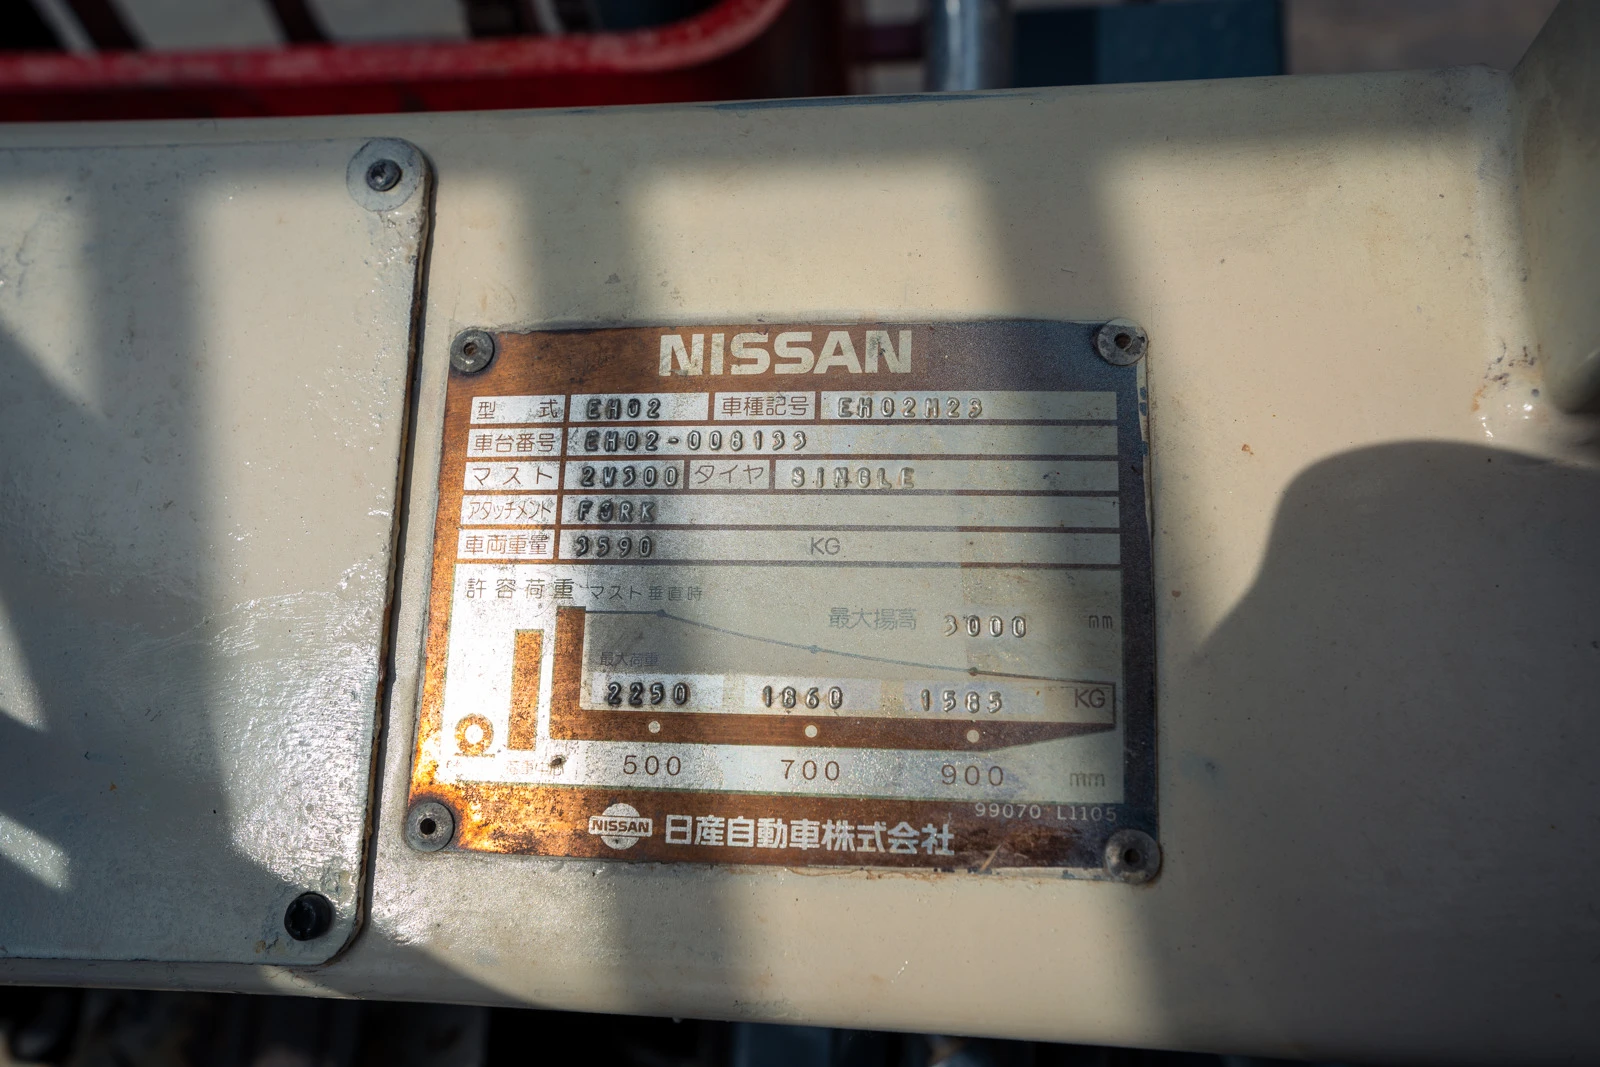 NISSAN
型式 EH02 車種記号 EH02M23
車台番号 EH02-008133
マスト 2W300 タイヤ SINGLE
アタッチメント FORK
車両重量 3590 KG
許容荷重 マスト垂直時
最大揚高 3000 mm
最大荷重
2250 1860 1585 KG
500 700 900 mm
99070 L1105
NISSAN 日産自動車株式会社